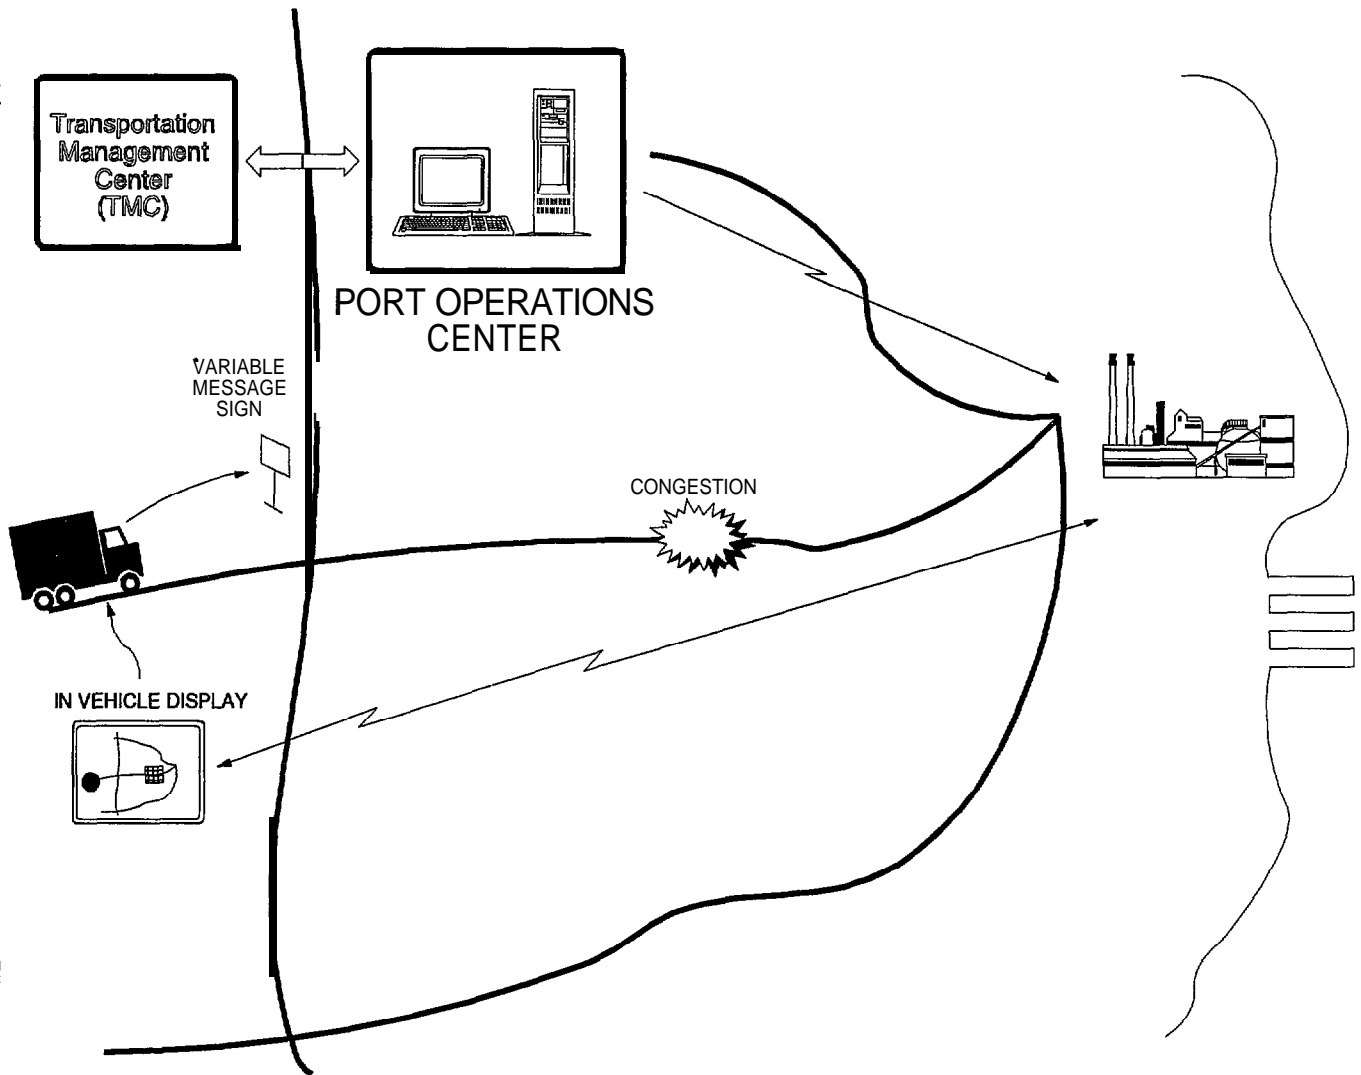 Transportation
Management
Center
(TMC)
PORT OPERATIONS
CENTER
VARIABLE
MESSAGE
SIGN
CONGESTION
IN VEHICLE DISPLAY